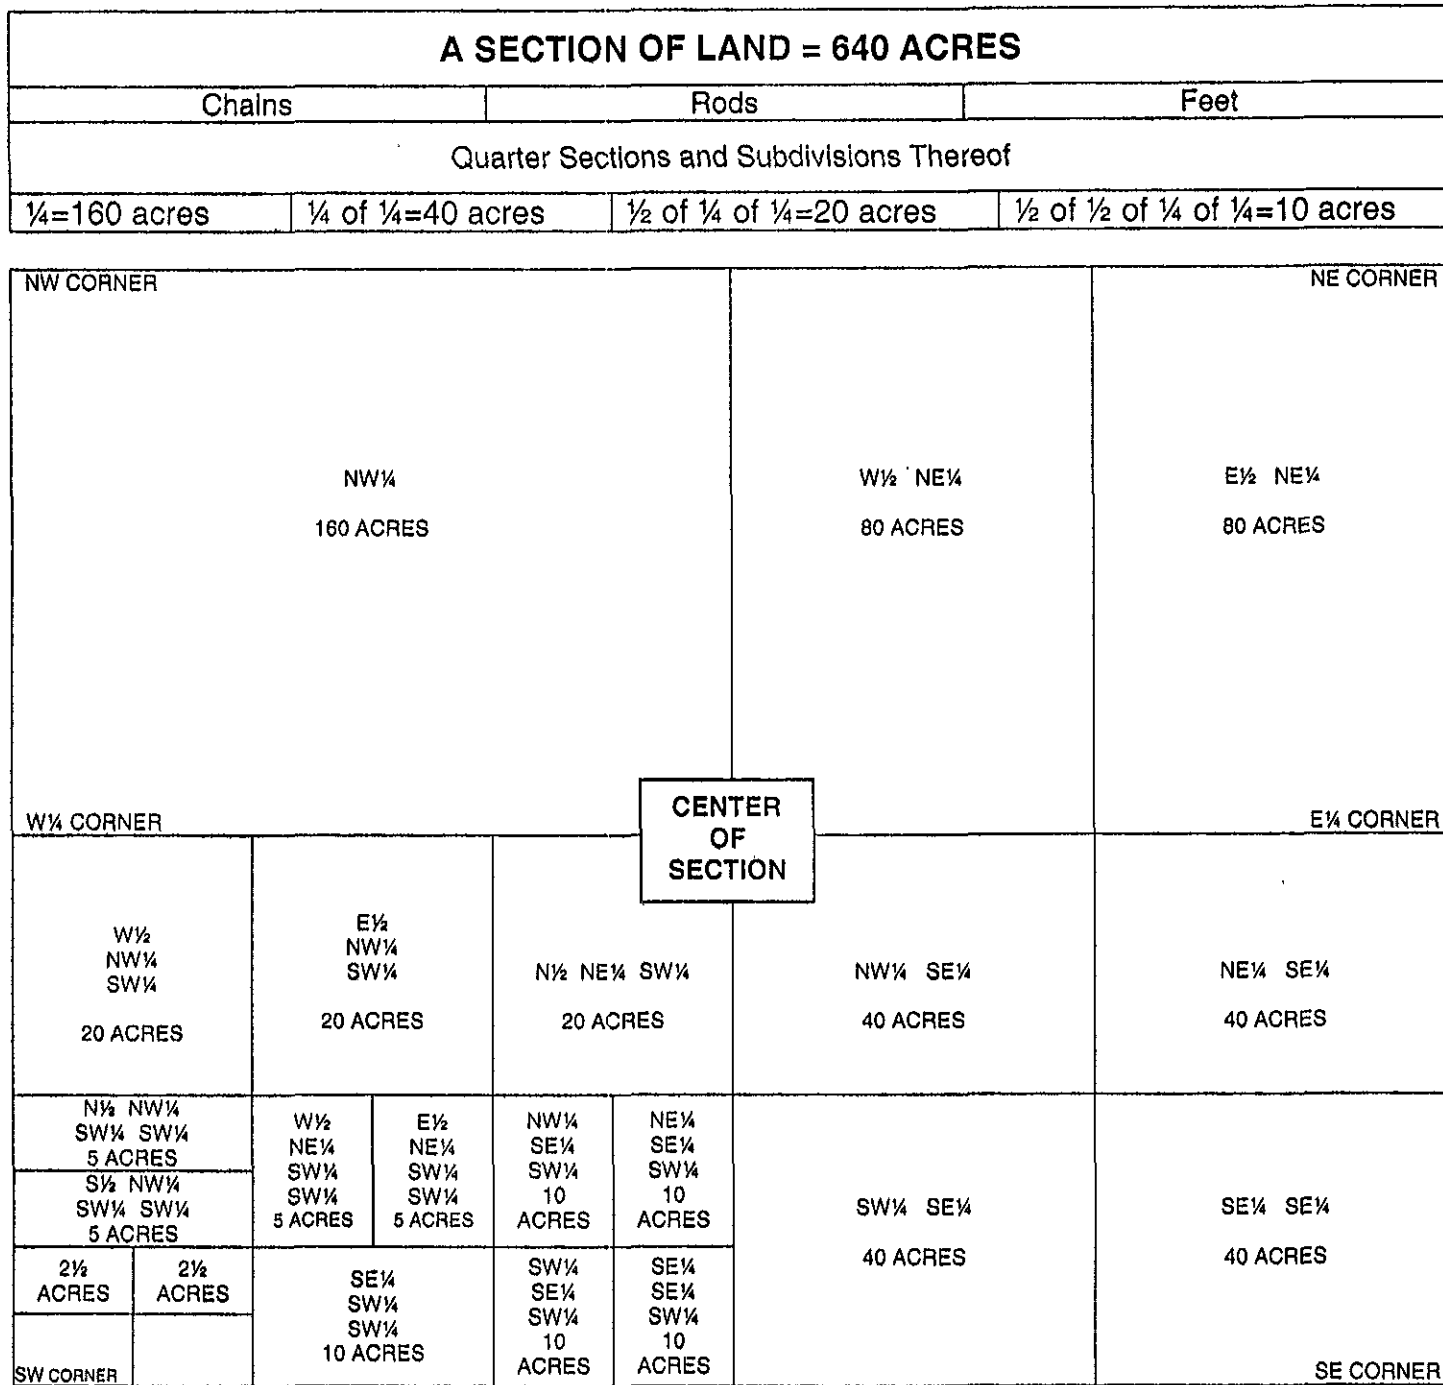 A SECTION OF LAND = 640 ACRES
Chains Rods Feet
Quarter Sections and Subdivisions Thereof
¼=160 acres ¼ of ¼=40 acres ½ of ¼ of ¼=20 acres ½ of ½ of ¼ of ¼=10 acres
NW CORNER
NE CORNER
NW¼
160 ACRES
W½ NE¼
80 ACRES
E½ NE¼
80 ACRES
W¼ CORNER
CENTER
OF
SECTION
E¼ CORNER
W½
NW¼
SW¼
20 ACRES
E½
NW¼
SW¼
20 ACRES
N½ NE¼ SW¼
20 ACRES
NW¼ SE¼
40 ACRES
NE¼ SE¼
40 ACRES
N½ NW¼
SW¼ SW¼
5 ACRES
S½ NW¼
SW¼ SW¼
5 ACRES
W½
NE¼
SW¼
SW¼
5 ACRES
E½
NE¼
SW¼
SW¼
5 ACRES
NW¼
SE¼
SW¼
10
ACRES
NE¼
SE¼
SW¼
10
ACRES
SW¼ SE¼
40 ACRES
SE¼ SE¼
40 ACRES
2½
ACRES
2½
ACRES
SE¼
SW¼
SW¼
10 ACRES
SW¼
SE¼
SW¼
10
ACRES
SE¼
SE¼
SW¼
10
ACRES
SW CORNER
SE CORNER